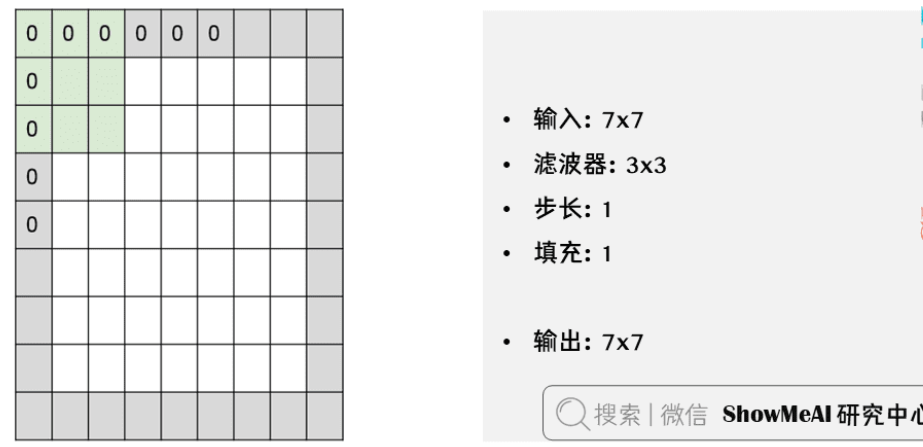 0 0 0 0 0 0
0
0
0
0
• 输入: 7x7
• 滤波器: 3x3
• 步长: 1
• 填充: 1
• 输出: 7x7
搜索 | 微信 ShowMeAI 研究中